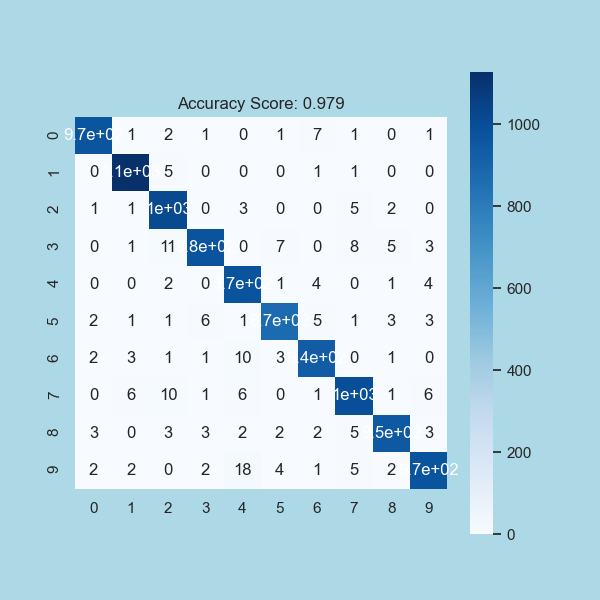 Accuracy Score: 0.979
0 9.7e+0 1 2 1 0 1 7 1 0 1
1 0 .1e+0 5 0 0 0 1 1 0 0
2 1 1 1e+03 0 3 0 0 5 2 0
3 0 1 11 .8e+0 0 7 0 8 5 3
4 0 0 2 0 .7e+0 1 4 0 1 4
5 2 1 1 6 1 .7e+0 5 1 3 3
6 2 3 1 1 10 3 .4e+0 0 1 0
7 0 6 10 1 6 0 1 1e+03 1 6
8 3 0 3 3 2 2 2 5 .5e+0 3
9 2 2 0 2 18 4 1 5 2 .7e+02
0 1 2 3 4 5 6 7 8 9
1000
800
600
400
200
0